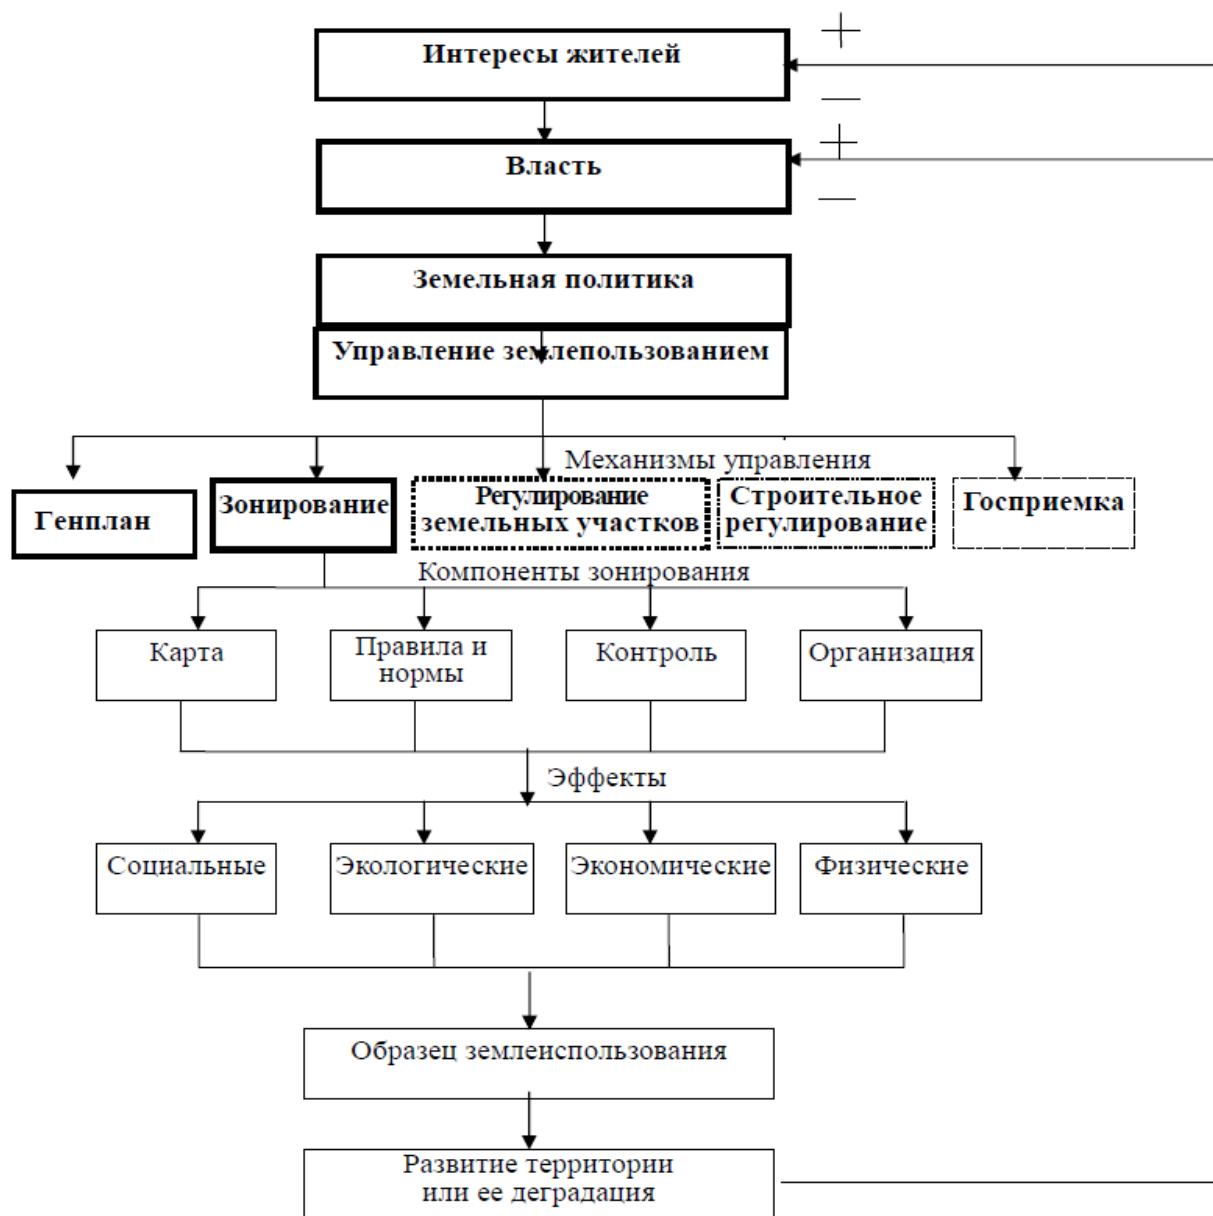 Интересы жителей
Власть
Земельная политика
Управление землепользованием
Механизмы управления
Генплан
Зонирование
Регулирование
земельных участков
Строительное
регулирование
Госприемка
Компоненты зонирования
Карта
Правила и
нормы
Контроль
Организация
Эффекты
Социальные
Экологические
Экономические
Физические
Образец землеиспользования
Развитие территории
или ее деградация